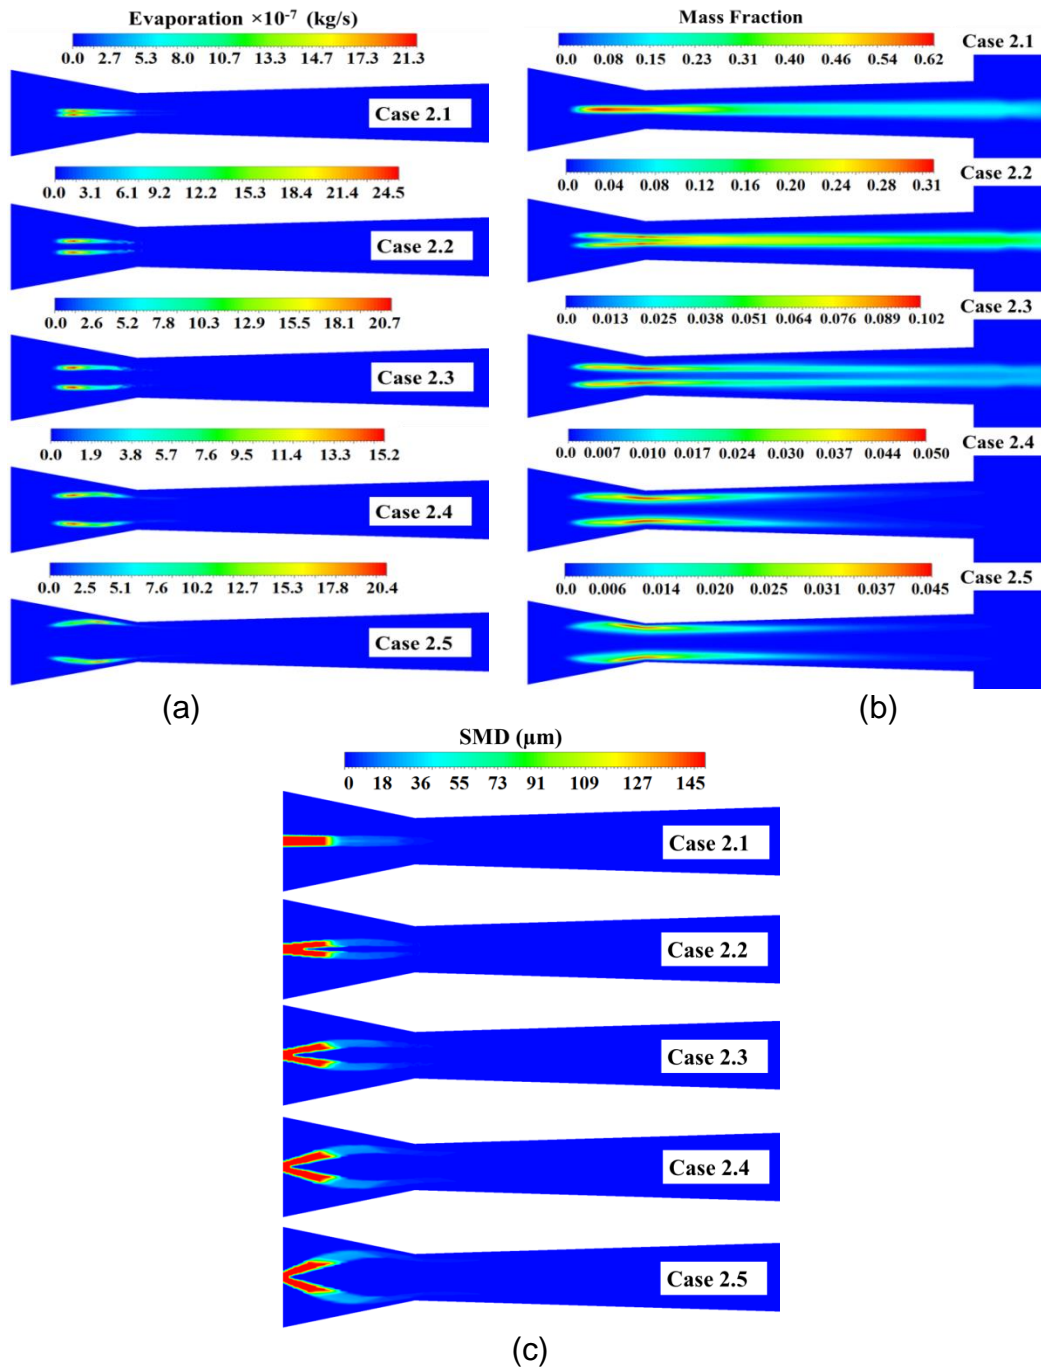 Evaporation ×10⁻⁷ (kg/s)
0.0 2.7 5.3 8.0 10.7 13.3 14.7 17.3 21.3
Case 2.1
0.0 3.1 6.1 9.2 12.2 15.3 18.4 21.4 24.5
Case 2.2
0.0 2.6 5.2 7.8 10.3 12.9 15.5 18.1 20.7
Case 2.3
0.0 1.9 3.8 5.7 7.6 9.5 11.4 13.3 15.2
Case 2.4
0.0 2.5 5.1 7.6 10.2 12.7 15.3 17.8 20.4
Case 2.5
(a)
Mass Fraction
Case 2.1
0.0 0.08 0.15 0.23 0.31 0.40 0.46 0.54 0.62
Case 2.2
0.0 0.04 0.08 0.12 0.16 0.20 0.24 0.28 0.31
Case 2.3
0.0 0.013 0.025 0.038 0.051 0.064 0.076 0.089 0.102
Case 2.4
0.0 0.007 0.010 0.017 0.024 0.030 0.037 0.044 0.050
Case 2.5
0.0 0.006 0.014 0.020 0.025 0.031 0.037 0.045
(b)
SMD (µm)
0 18 36 55 73 91 109 127 145
Case 2.1
Case 2.2
Case 2.3
Case 2.4
Case 2.5
(c)